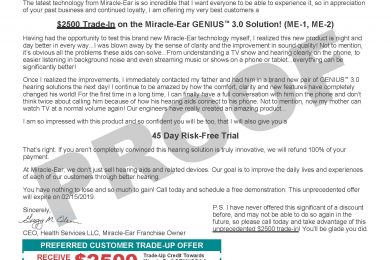 The latest technology from Miracle-Ear is so incredible that I want everyone to be able to experience it, so in appreciation
of your past business and continued loyalty, I am offering my very best customers a
$2500 Trade-In on the Miracle-Ear GENIUS™ 3.0 Solution! (ME-1, ME-2)
Having had the opportunity to test this brand new Miracle-Ear technology myself, I realized this new product is night and
day better in every way...I was blown away by the sense of clarity and the improvement in sound quality! Not to mention,
it's obvious all the problems these aids can solve. From understanding a TV show and hearing clearly on the phone, to
easier listening in background noise and even streaming music or shows on a phone or tablet...everything can be
significantly better!
Once I realized the improvements, I immediately contacted my father and had him in a brand new pair of GENIUS™ 3.0
hearing solutions the next day! I continue to be amazed by how the comfort, clarity and new features have completely
changed his world! For the first time in a long time, I can finally have a full conversation with him on the phone and don't
think twice about calling him because of how his hearing aids connect to his phone. Not to mention, now my mother can
watch TV at a normal volume again! Our engineers have really created an amazing product.
I am so impressed with this product and so confident you will be too, that I will also give you a
45 Day Risk-Free Trial
That's right. If you aren't completely convinced this hearing solution is truly innovative, we will refund 100% of your
payment.
At Miracle-Ear, we don't just sell hearing aids and related devices. Our goal is to improve the daily lives and experiences
of each of our customers through better hearing.
You have nothing to lose and so much to gain! Call today and schedule a free demonstration. This unprecedented offer
will expire on 02/15/2019.
Sincerely,
CEO, Health Services LLC, Miracle-Ear Franchise Owner
P.S. I have never offered this significant of a discount
before, and may not be able to do so again in the
future, so please call today and take advantage of this
unprecedented $2500 trade-in! You'll be glad you did.
PROOF
PREFERRED CUSTOMER TRADE-UP OFFER
RECEIVE
$2500
Trade-Up Credit Towards